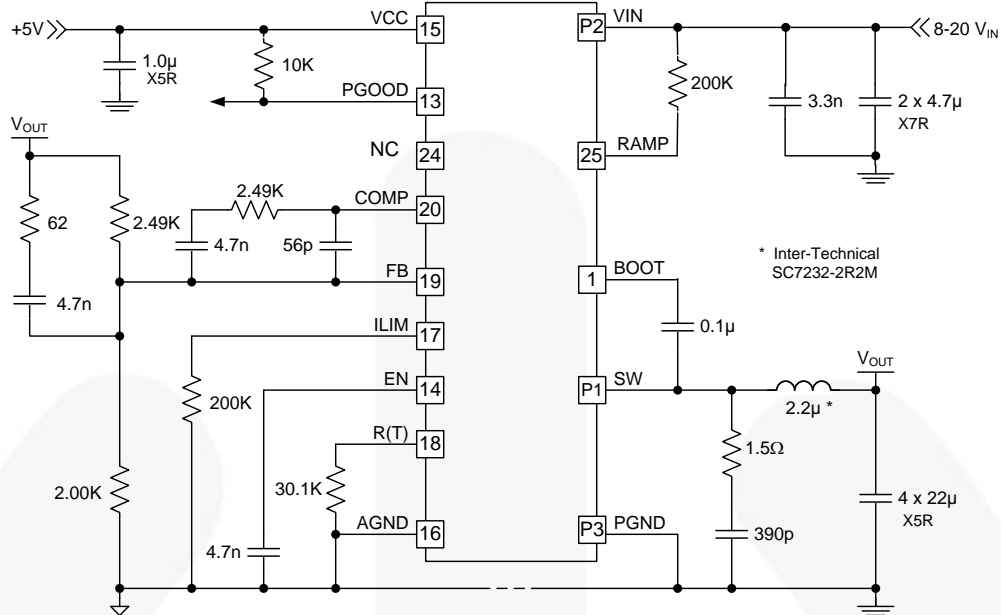 +5V
VCC
15
1.0µ
X5R
10K
PGOOD
13
VOUT
NC
24
62
2.49K
2.49K
COMP
20
4.7n
56p
FB
19
4.7n
ILIM
17
200K
EN
14
R(T)
18
2.00K
30.1K
AGND
16
4.7n
P2
VIN
8-20 VIN
200K
3.3n
2 x 4.7µ
X7R
25
RAMP
* Inter-Technical
SC7232-2R2M
1
BOOT
0.1µ
P1
SW
VOUT
2.2µ *
1.5Ω
4 x 22µ
X5R
390p
P3
PGND